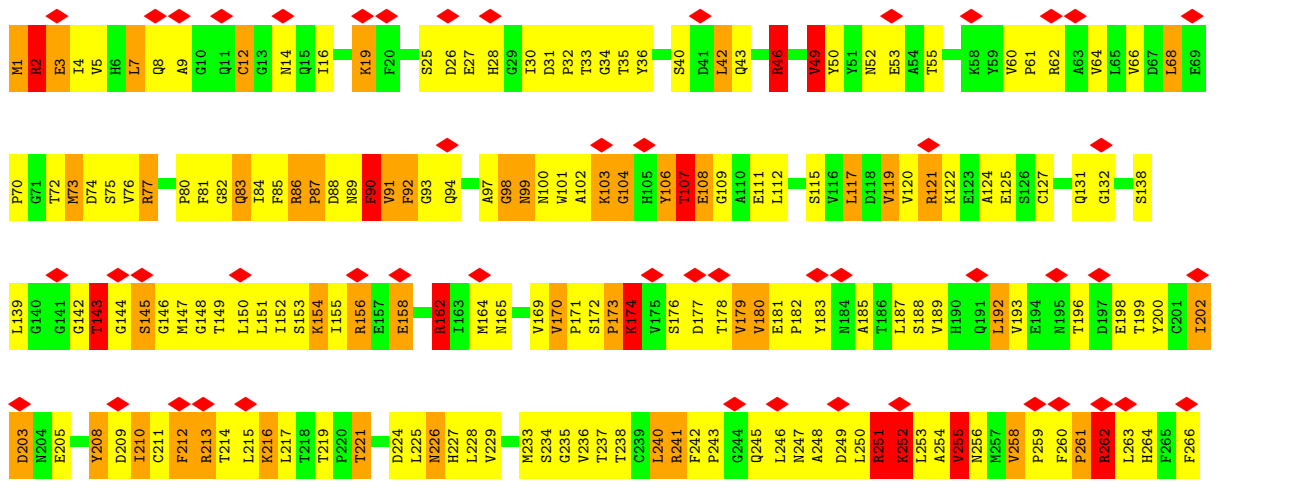 M1 R2 E3 I4 V5 H6 L7 Q8 A9 G10 Q11 C12 G13 N14 Q15 I16 K19 F20 S25 D26 E27 H28 G29 I30 D31 P32 T33 G34 T35 Y36 S40 D41 L42 Q43 R46 V49 Y50 Y51 N52 E53 A54 T55 K58 Y59 V60 P61 R62 A63 V64 L65 V66 D67 L68 E69
P70 G71 T72 M73 D74 S75 V76 R77 P80 F81 G82 Q83 I84 F85 R86 P87 D88 N89 F90 V91 F92 G93 Q94 A97 G98 N99 N100 W101 A102 K103 G104 H105 Y106 T107 E108 G109 A110 E111 L112 S115 V116 L117 D118 V119 V120 R121 K122 E123 A124 E125 S126 C127 Q131 G132 S138
L139 G140 G141 G142 T143 G144 S145 G146 M147 G148 T149 L150 L151 I152 S153 K154 I155 R156 E157 E158 R162 I163 M164 N165 V169 V170 P171 S172 P173 K174 V175 S176 D177 T178 V179 V180 E181 P182 Y183 N184 A185 T186 L187 S188 V189 H190 Q191 L192 V193 E194 N195 T196 D197 E198 T199 Y200 C201 I202
D203 N204 E205 Y208 D209 I210 C211 F212 R213 T214 L215 K216 L217 T218 T219 P220 T221 D224 L225 N226 H227 L228 V229 M233 S234 G235 V236 T237 T238 C239 L240 R241 F242 P243 G244 Q245 L246 N247 A248 D249 L250 R251 K252 L253 A254 V255 N256 M257 V258 P259 F260 P261 R262 L263 H264 F265 F266